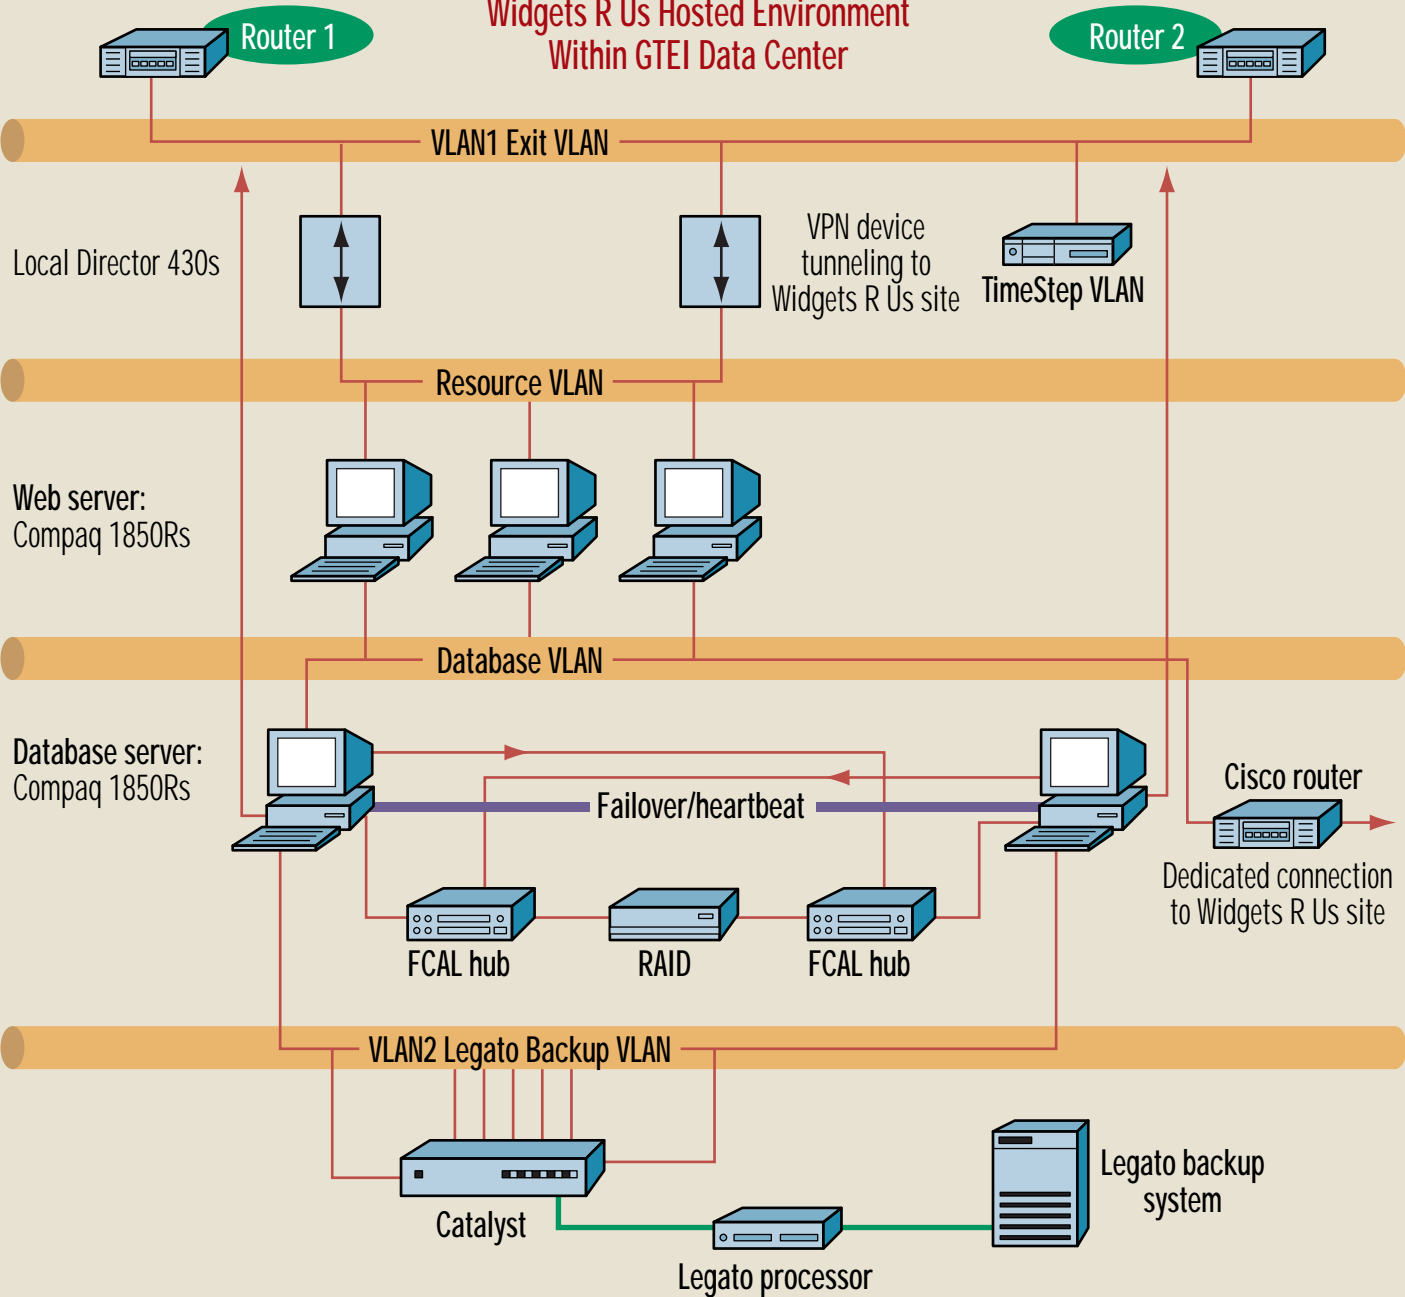 Widgets R Us Hosted Environment
Within GTEI Data Center
Router 1
Router 2
VLAN1 Exit VLAN
Local Director 430s
VPN device
tunneling to
Widgets R Us site
TimeStep VLAN
Resource VLAN
Web server:
Compaq 1850Rs
Database VLAN
Database server:
Compaq 1850Rs
Failover/heartbeat
Cisco router
Dedicated connection
to Widgets R Us site
FCAL hub
RAID
FCAL hub
VLAN2 Legato Backup VLAN
Catalyst
Legato backup
system
Legato processor